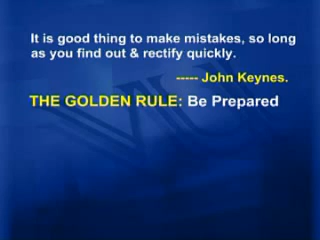 It is good thing to make mistakes, so long
as you find out & rectify quickly.
----- John Keynes.
THE GOLDEN RULE: Be Prepared
VU